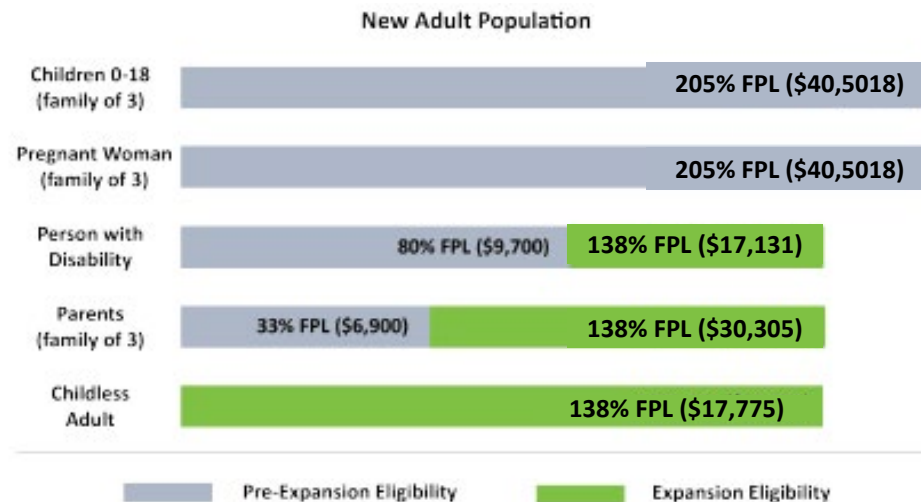 New Adult Population
Children 0-18
(family of 3)
205% FPL ($40,5018)
Pregnant Woman
(family of 3)
205% FPL ($40,5018)
Person with
Disability
80% FPL ($9,700)
138% FPL ($17,131)
Parents
(family of 3)
33% FPL ($6,900)
138% FPL ($30,305)
Childless
Adult
138% FPL ($17,775)
Pre-Expansion Eligibility
Expansion Eligibility